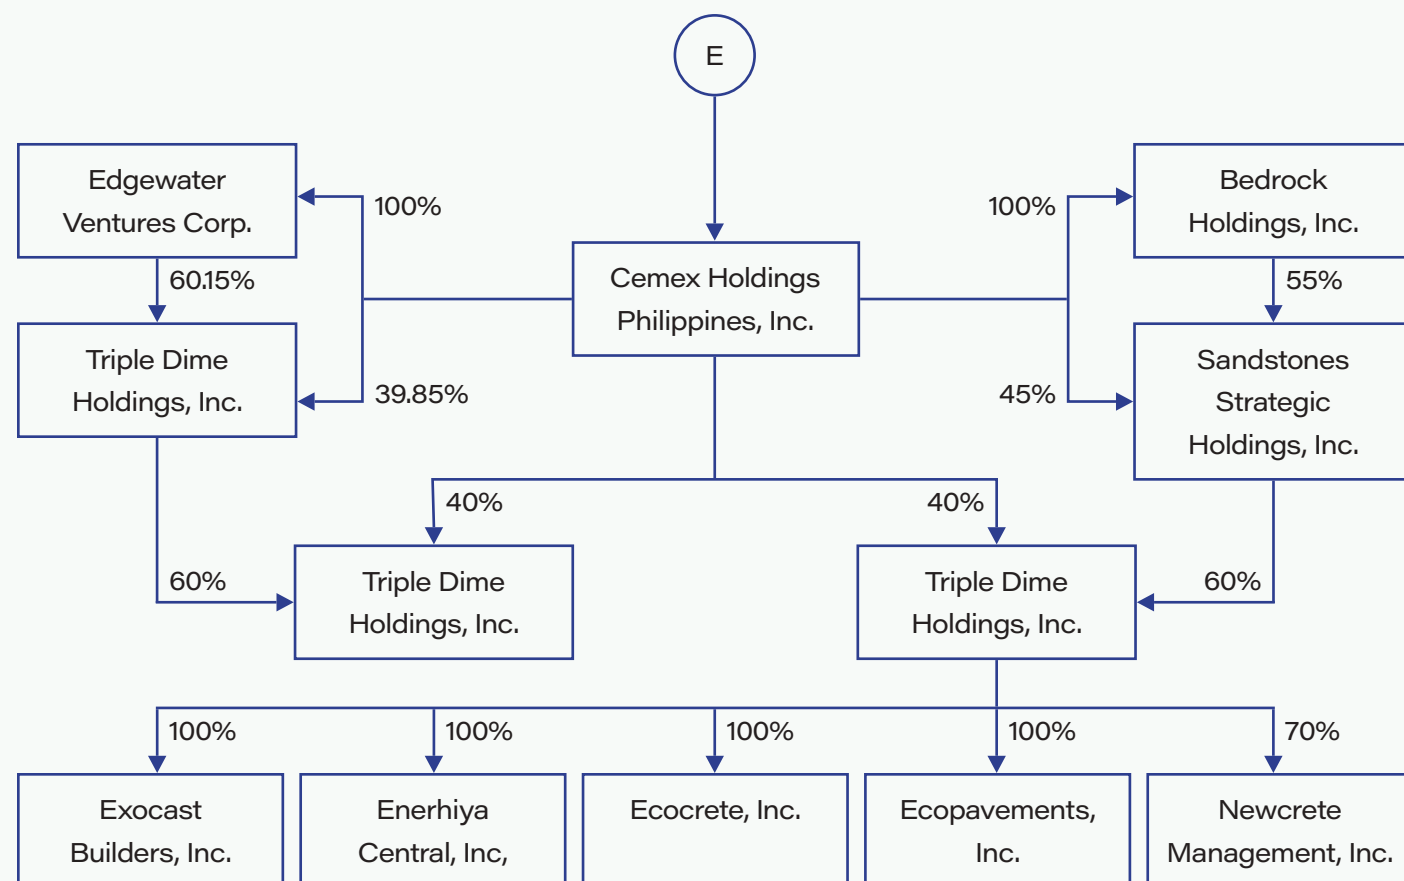 E
Edgewater
Ventures Corp.
100%
100%
Bedrock
Holdings, Inc.
60.15%
Cemex Holdings
Philippines, Inc.
55%
Triple Dime
Holdings, Inc.
39.85%
45%
Sandstones
Strategic
Holdings, Inc.
40%
40%
60%
Triple Dime
Holdings, Inc.
Triple Dime
Holdings, Inc.
60%
100%
100%
100%
100%
70%
Exocast
Builders, Inc.
Enerhiya
Central, Inc,
Ecocrete, Inc.
Ecopavements,
Inc.
Newcrete
Management, Inc.